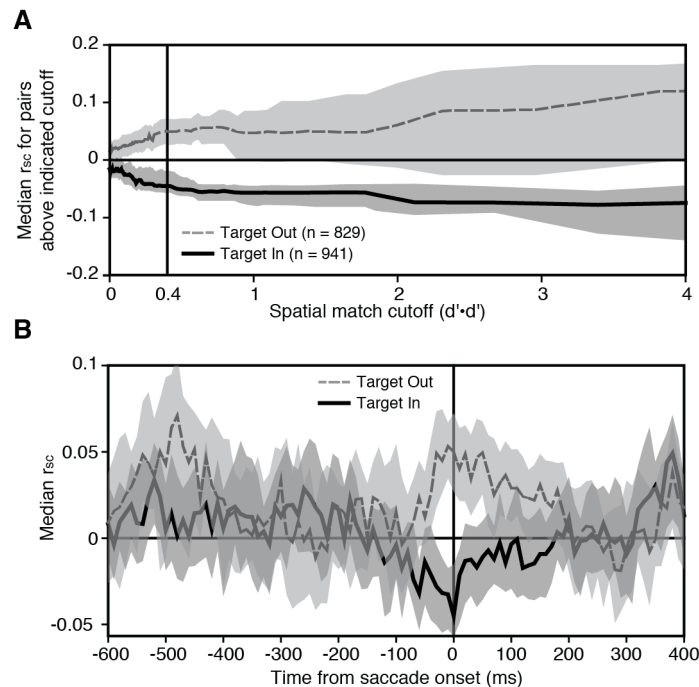 A
0.2
0.1
0
-0.1
-0.2
Median rsc for pairs
above indicated cutoff
Target Out (n = 829)
Target In (n = 941)
0 0.4 1 2 3 4
Spatial match cutoff (d'•d')
B
0.1
0.05
0
-0.05
Median rsc
Target Out
Target In
-600 -500 -400 -300 -200 -100 0 100 200 300 400
Time from saccade onset (ms)